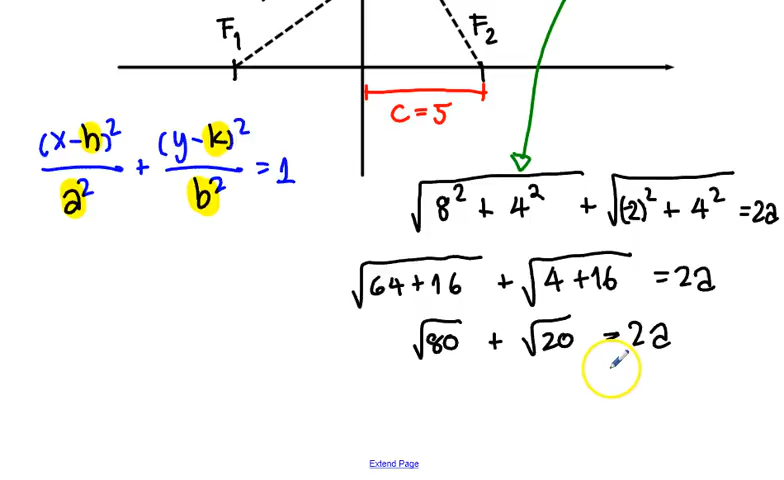 F₁
F₂
C = 5
(x-h)²/a² + (y-k)²/b² = 1
√(8² + 4²) + √((-2)² + 4²) = 2a
√(64 + 16) + √(4 + 16) = 2a
√80 + √20 = 2a
Extend Page